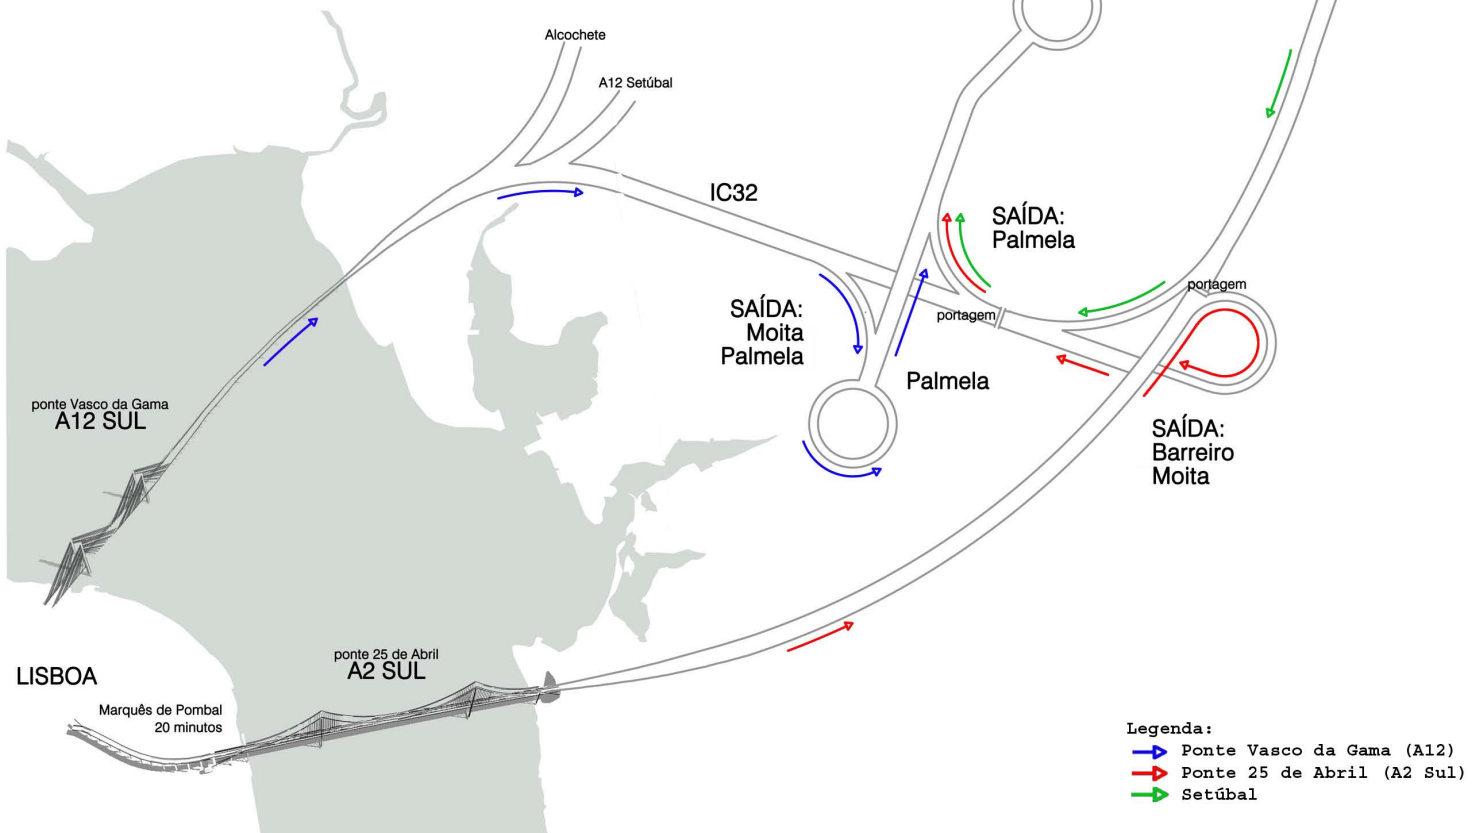 Alcochete
A12 Setúbal
IC32
SAÍDA:
Palmela
portagem
portagem
SAÍDA:
Moita
Palmela
Palmela
ponte Vasco da Gama
A12 SUL
SAÍDA:
Barreiro
Moita
ponte 25 de Abril
A2 SUL
LISBOA
Marquês de Pombal
20 minutos
Legenda:
Ponte Vasco da Gama (A12)
Ponte 25 de Abril (A2 Sul)
Setúbal